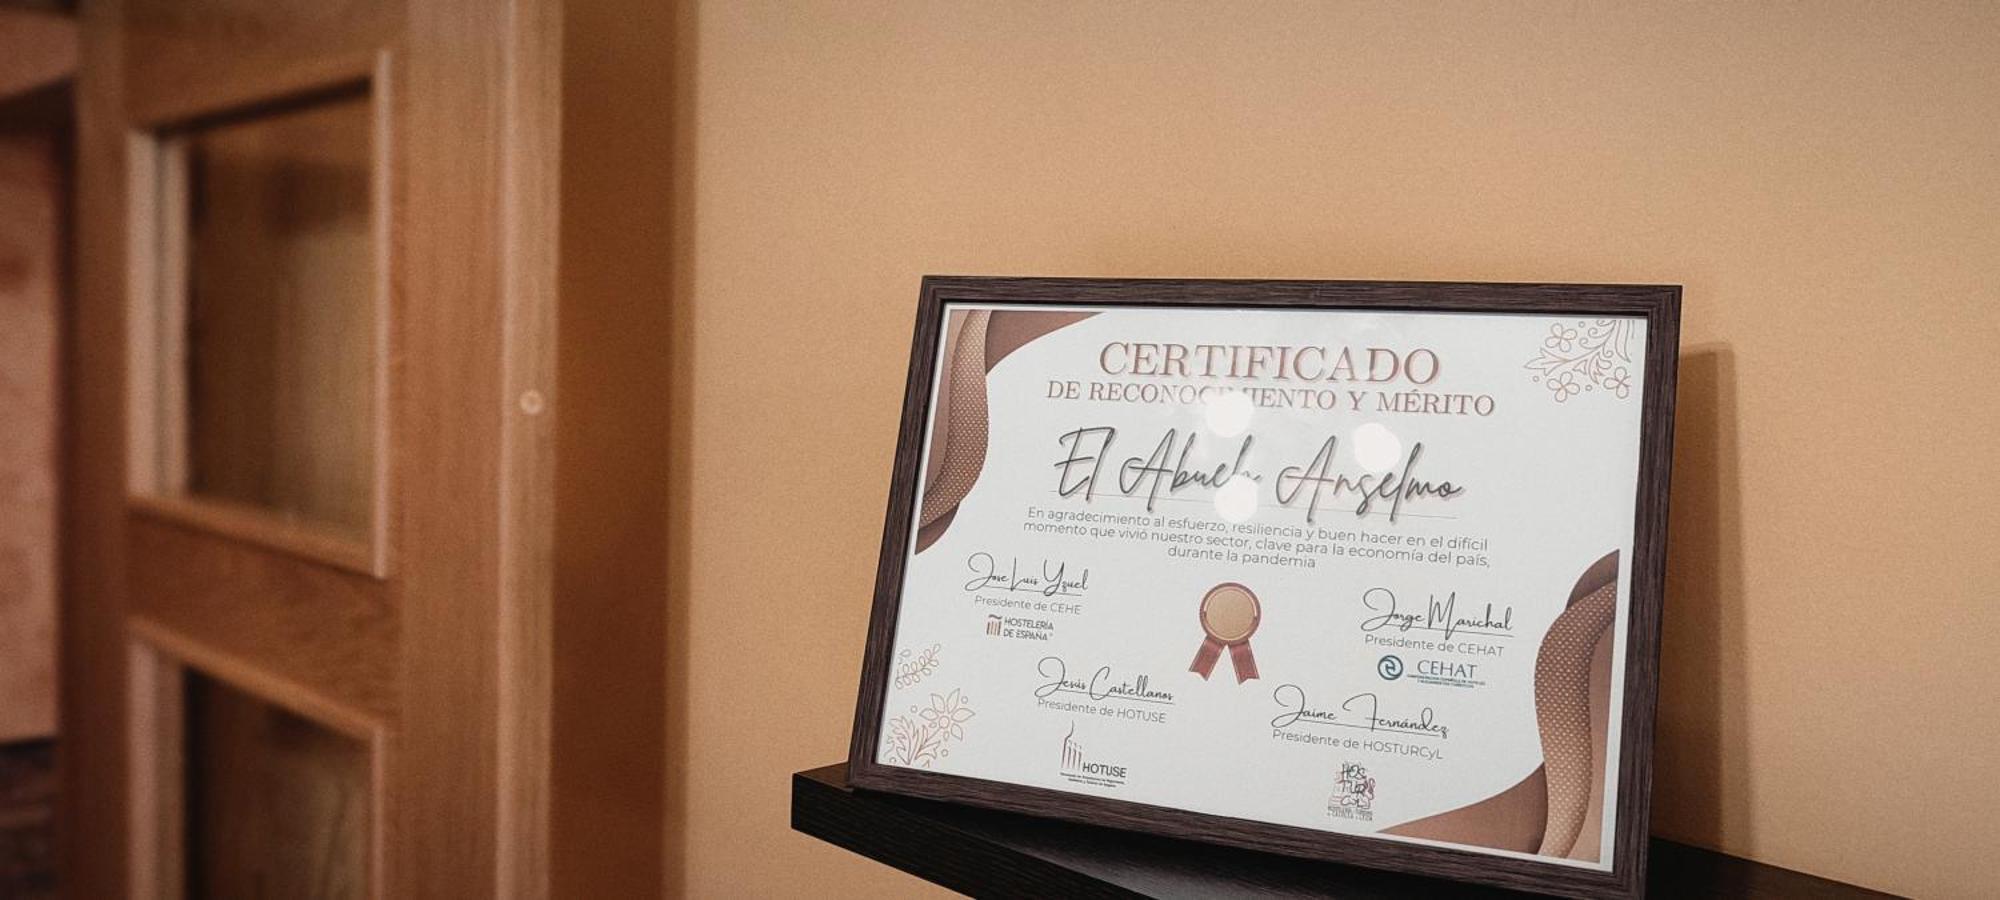 CERTIFICADO
DE RECONOCIMIENTO Y MÉRITO
El Abuelo Anselmo
En agradecimiento al esfuerzo, resiliencia y buen hacer en el difícil
momento que vivió nuestro sector, clave para la economía del país,
durante la pandemia
Jose Luis Yzuel
Presidente de CEHE
HOSTELERÍA
DE ESPAÑA
Jorge Marichal
Presidente de CEHAT
CEHAT
Jesús Castellanos
Presidente de HOTUSE
HOTUSE
Jaime Fernández
Presidente de HOSTURCyL
HOS
TUR
CyL